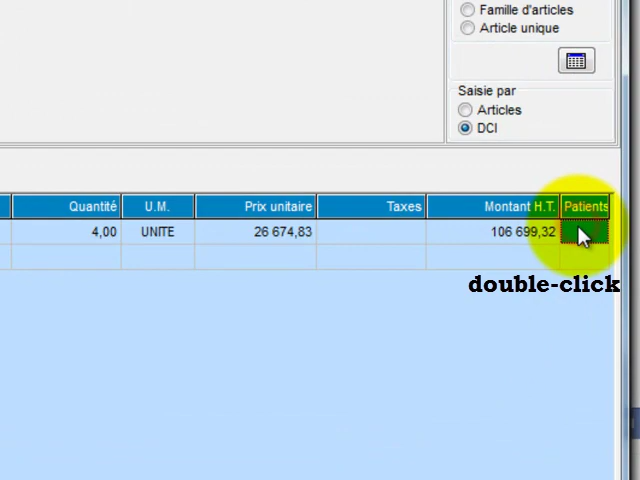 Famille d'articles
Article unique
Saisie par
Articles
DCI
Quantité U.M. Prix unitaire Taxes Montant H.T. Patients
4,00 UNITE 26 674,83 106 699,32
double-click